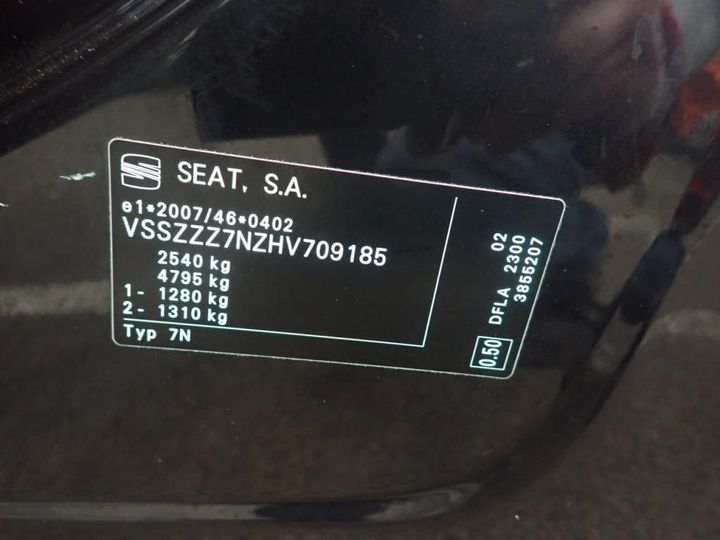 SEAT, S.A.
e1*2007/46*0402
VSSZZZ7NZHV709185
2540 kg
4795 kg
1- 1280 kg
2- 1310 kg
Typ 7N
02
DFLA 2300
3855207
0.50